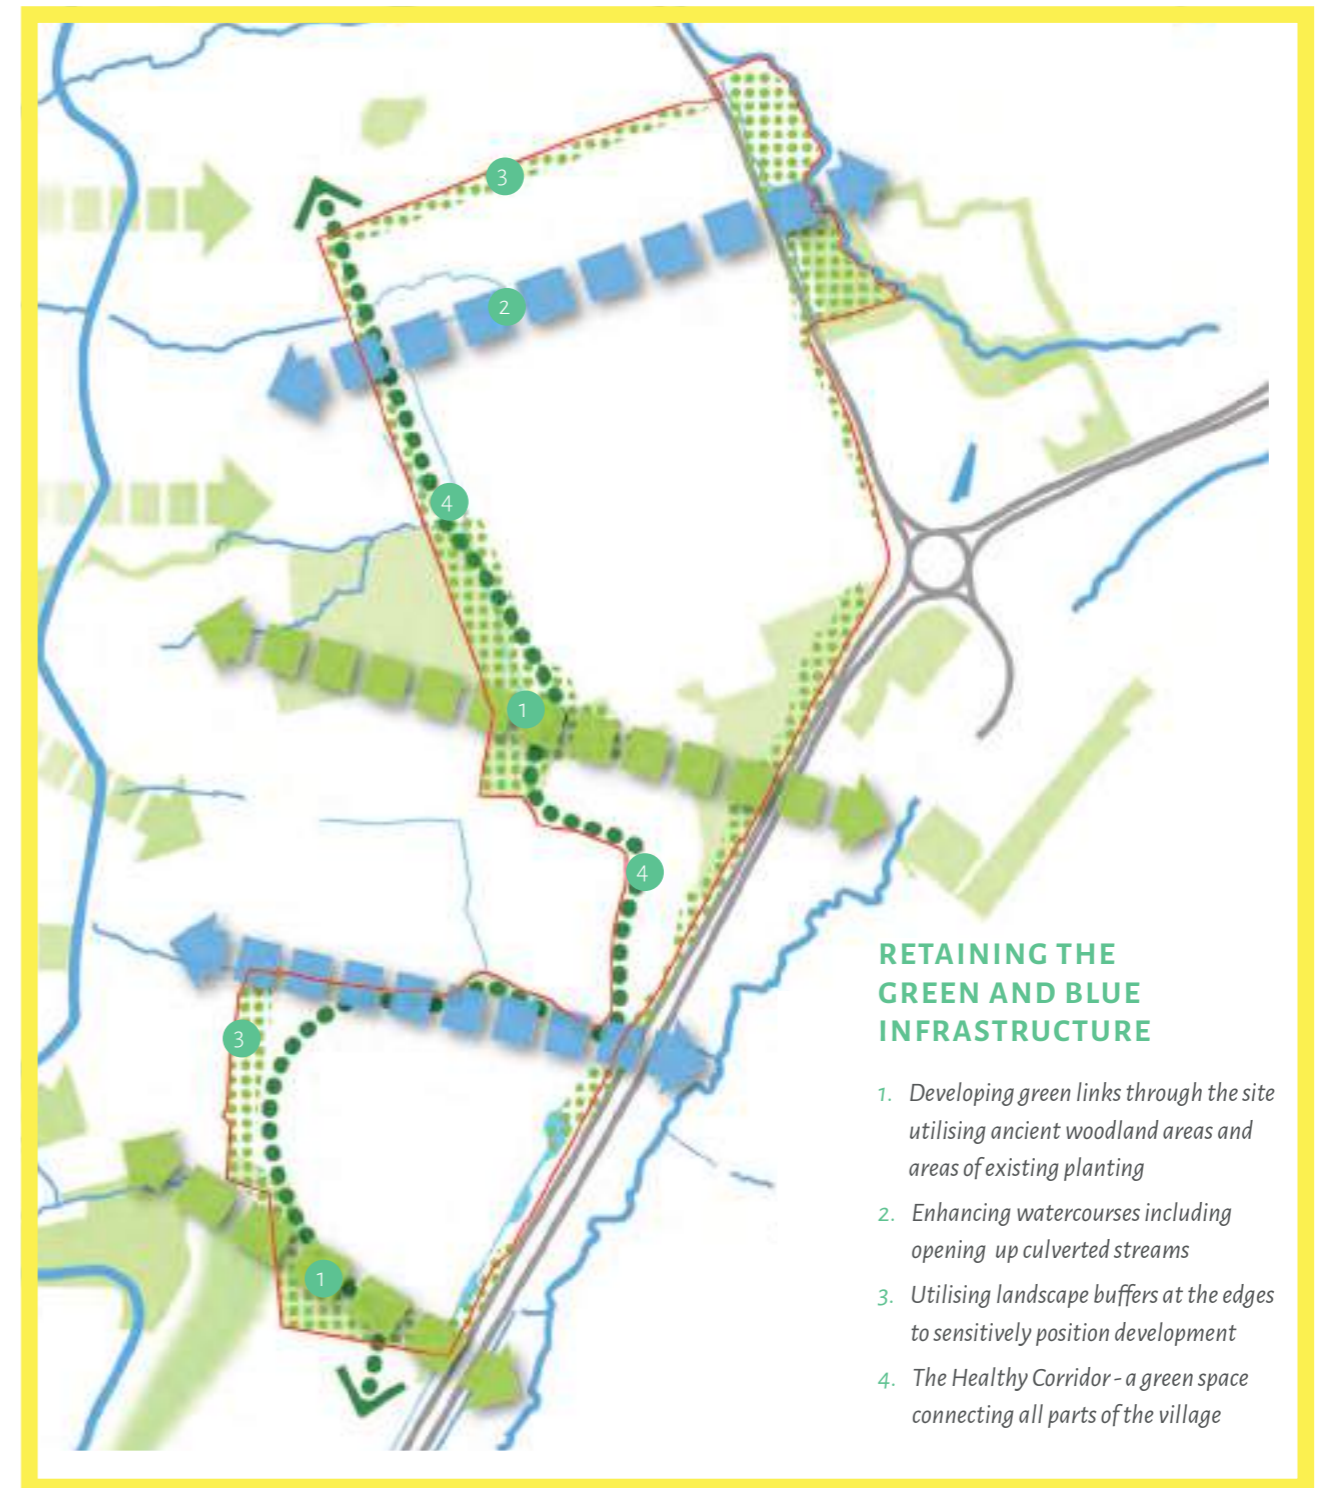 3
2
4
1
4
3
1
RETAINING THE
GREEN AND BLUE
INFRASTRUCTURE
1. Developing green links through the site
utilising ancient woodland areas and
areas of existing planting
2. Enhancing watercourses including
opening up culverted streams
3. Utilising landscape buffers at the edges
to sensitively position development
4. The Healthy Corridor - a green space
connecting all parts of the village